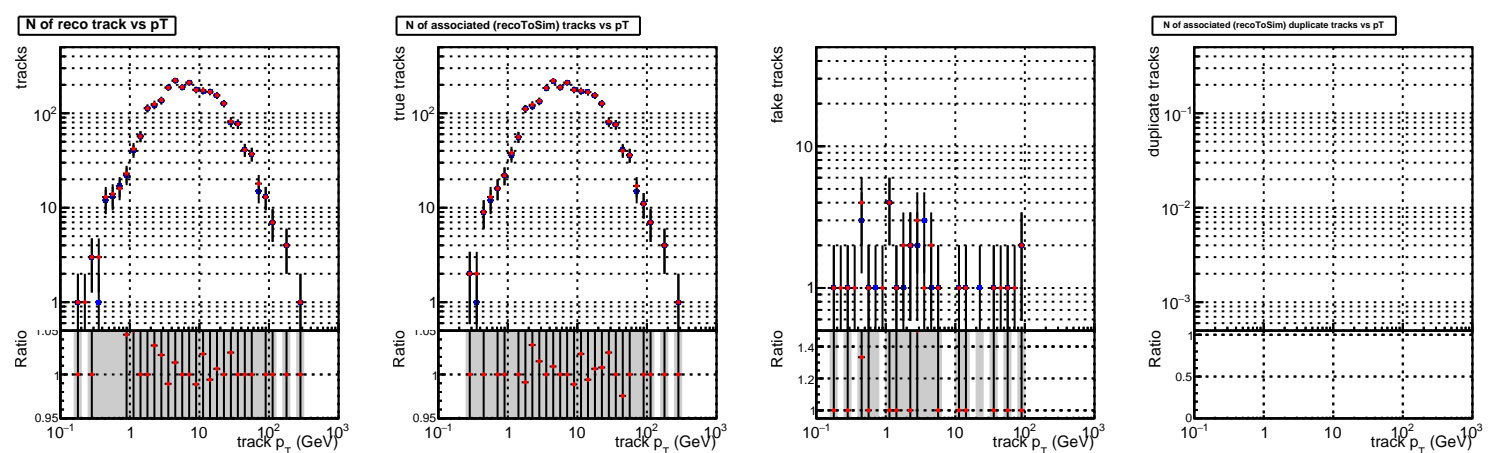 N of reco track vs pT
tracks
10²
10
1
Ratio
1.05
1
0.95
10⁻¹ 1 10 10² 10³
track p_T (GeV)
N of associated (recoToSim) tracks vs pT
true tracks
10²
10
1
Ratio
1.05
1
0.95
10⁻¹ 1 10 10² 10³
track p_T (GeV)
fake tracks
10
1
Ratio
1.4
1.2
1
10⁻¹ 1 10 10² 10³
track p_T (GeV)
N of associated (recoToSim) duplicate tracks vs pT
duplicate tracks
10⁻¹
10⁻²
10⁻³
Ratio
1
0.5
0
10⁻¹ 1 10 10² 10³
track p_T (GeV)